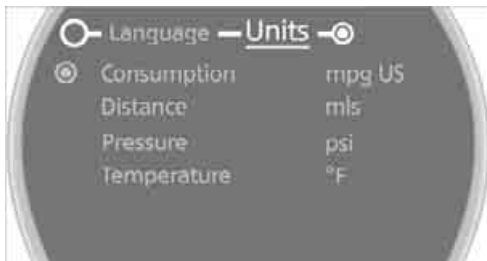 Language Units
Consumption mpg US
Distance mls
Pressure psi
Temperature °F